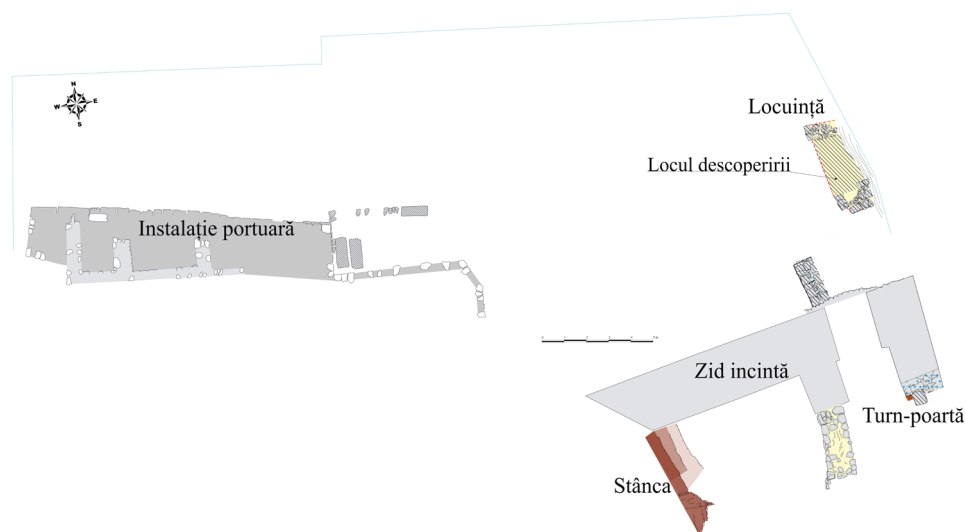 N
W E
S
Locuință
Locul descoperirii
Instalație portuară
Zid incintă
Turn-poartă
Stânca